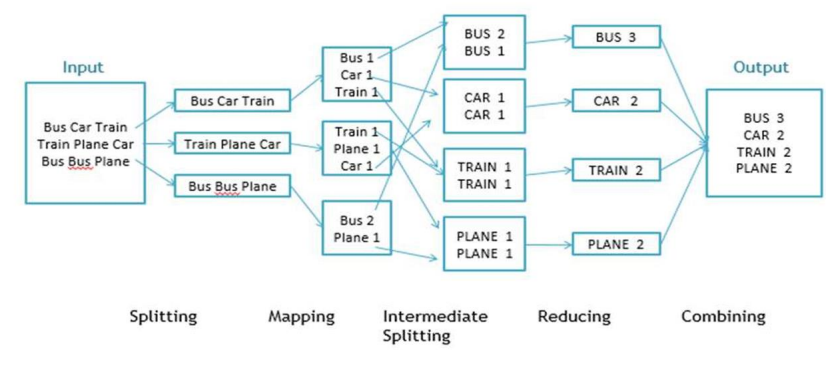 Input
Bus Car Train
Train Plane Car
Bus Bus Plane
Bus Car Train
Train Plane Car
Bus Bus Plane
Bus 1
Car 1
Train 1
Train 1
Plane 1
Car 1
Bus 2
Plane 1
BUS 2
BUS 1
CAR 1
CAR 1
TRAIN 1
TRAIN 1
PLANE 1
PLANE 1
BUS 3
CAR 2
TRAIN 2
PLANE 2
Output
BUS 3
CAR 2
TRAIN 2
PLANE 2
Splitting
Mapping
Intermediate
Splitting
Reducing
Combining